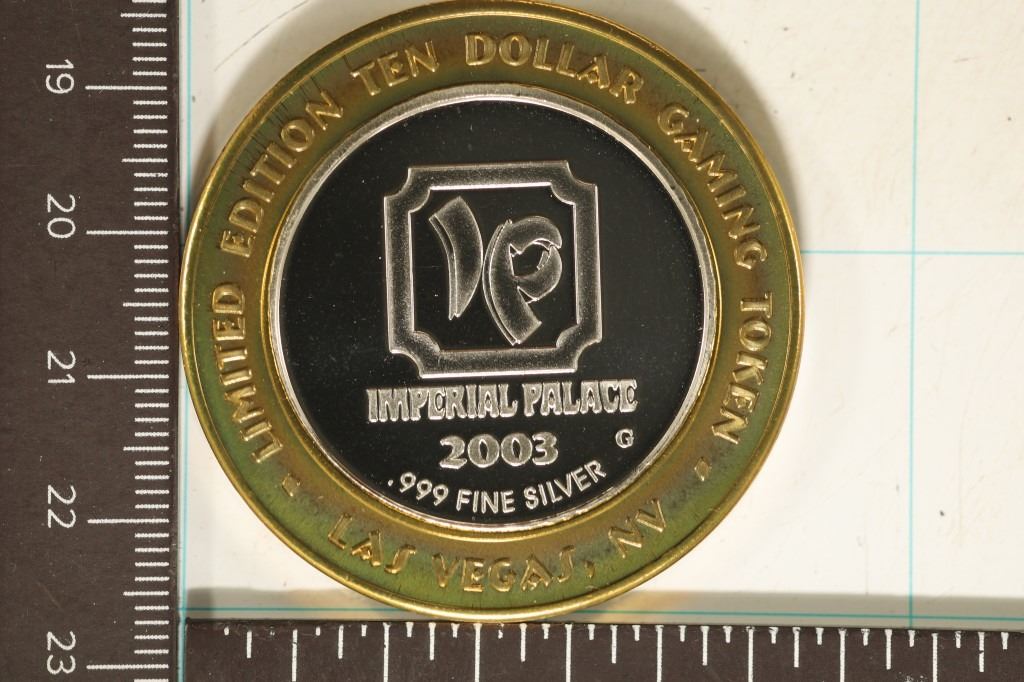 LIMITED EDITION TEN DOLLAR GAMING TOKEN
IP
IMPERIAL PALACE
2003
G
.999 FINE SILVER
LAS VEGAS, NV
19
20
21
22
23